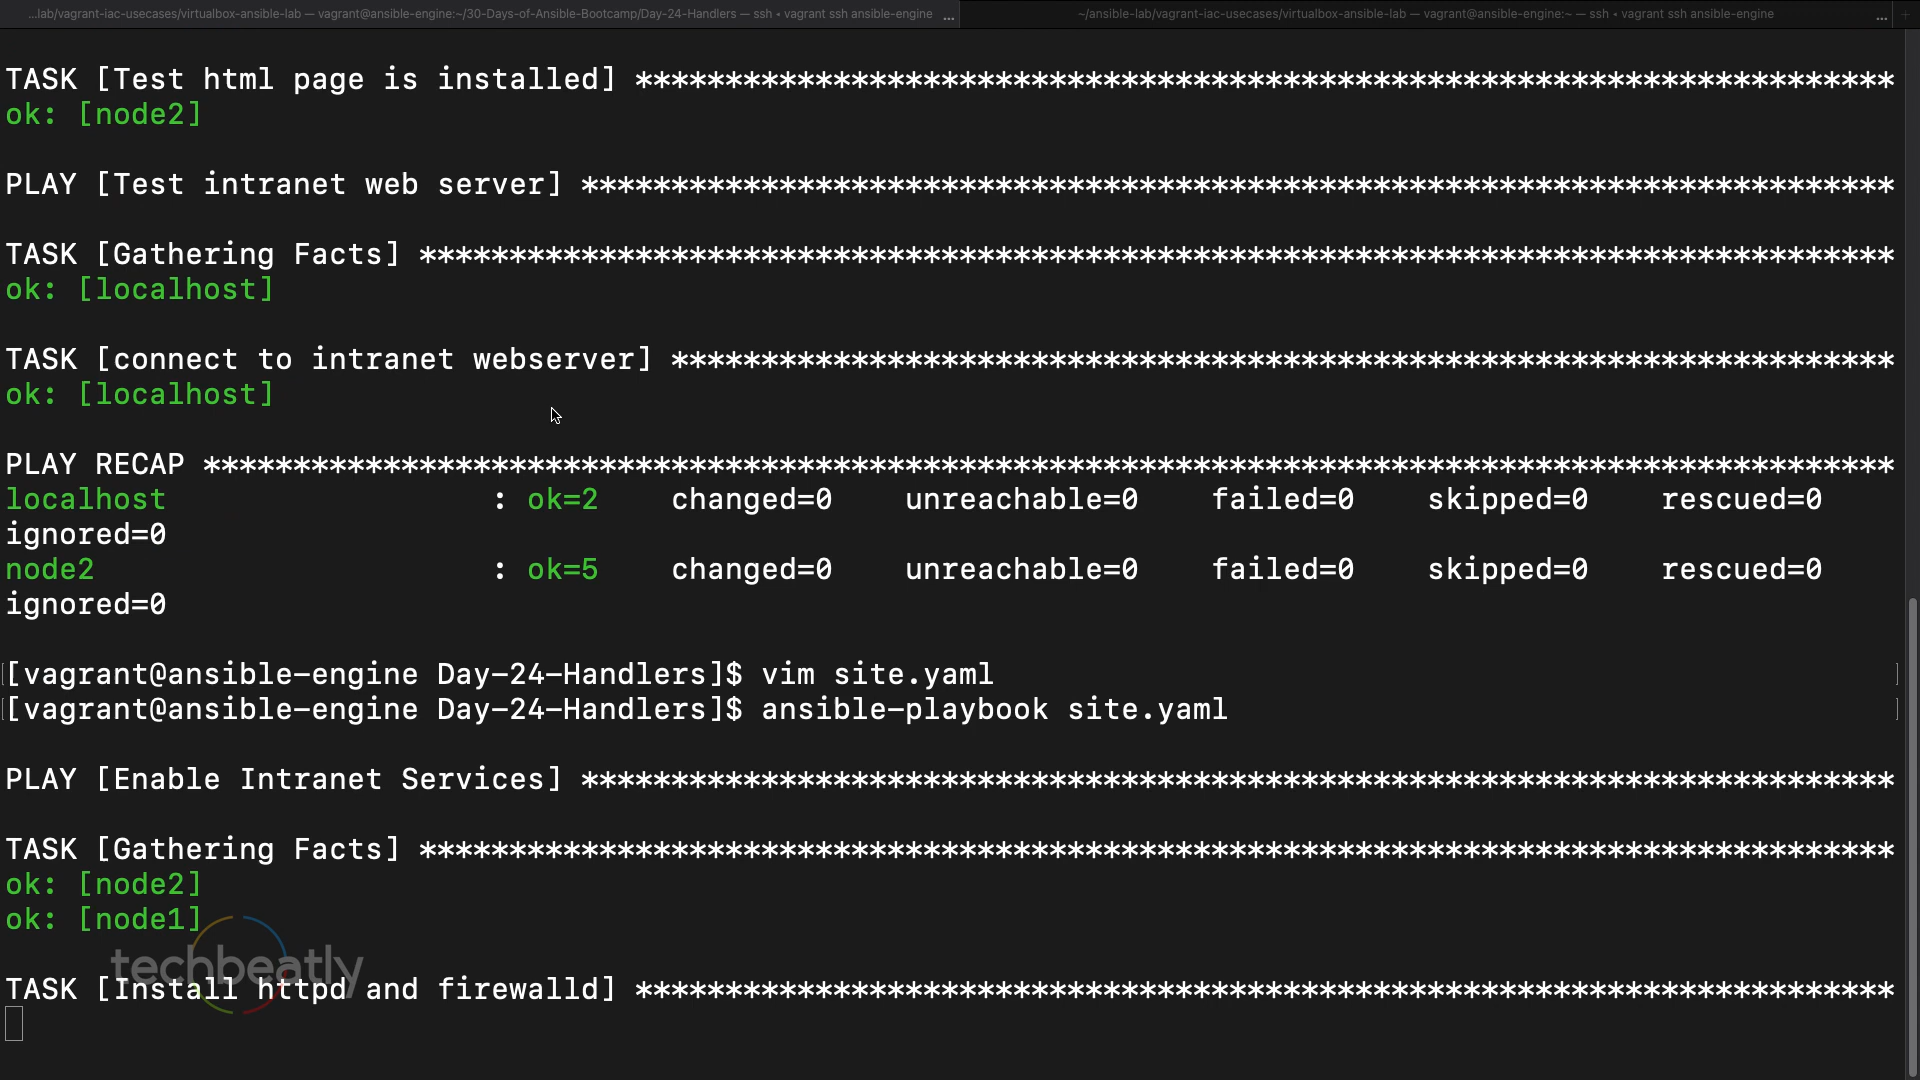 ...lab/vagrant-iac-usecases/virtualbox-ansible-lab — vagrant@ansible-engine:~/30-Days-of-Ansible-Bootcamp/Day-24-Handlers — ssh • vagrant ssh ansible-engine ...
~/ansible-lab/vagrant-iac-usecases/virtualbox-ansible-lab — vagrant@ansible-engine:~ — ssh • vagrant ssh ansible-engine ... +
TASK [Test html page is installed] **********************************************************************
ok: [node2]
PLAY [Test intranet web server] *************************************************************************
TASK [Gathering Facts] **********************************************************************************
ok: [localhost]
TASK [connect to intranet webserver] ********************************************************************
ok: [localhost]
PLAY RECAP **********************************************************************************************
localhost                  : ok=2    changed=0    unreachable=0    failed=0    skipped=0    rescued=0
ignored=0
node2                      : ok=5    changed=0    unreachable=0    failed=0    skipped=0    rescued=0
ignored=0
[[vagrant@ansible-engine Day-24-Handlers]$ vim site.yaml ]
[[vagrant@ansible-engine Day-24-Handlers]$ ansible-playbook site.yaml ]
PLAY [Enable Intranet Services] *************************************************************************
TASK [Gathering Facts] **********************************************************************************
ok: [node2]
ok: [node1]
techbeatly
TASK [Install httpd and firewalld] **********************************************************************